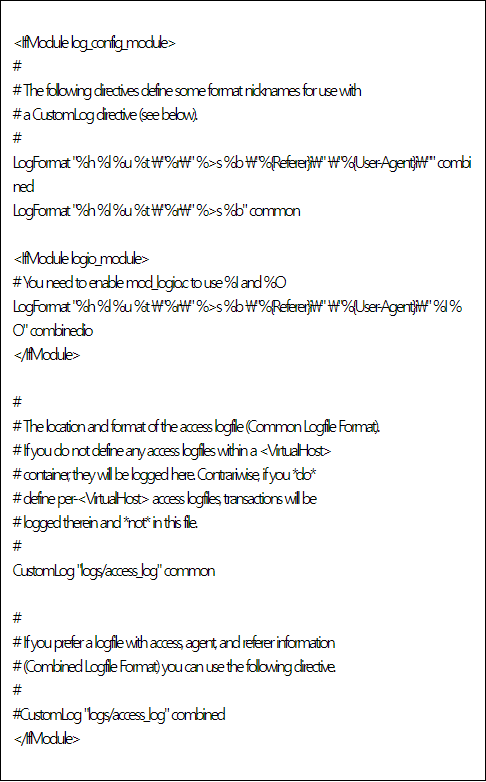 <IfModule log_config_module>
#
# The following directives define some format nicknames for use with
# a CustomLog directive (see below).
#
LogFormat "%h %l %u %t ₩"%r₩" %>s %b ₩"%{Referer}i₩" ₩"%{User-Agent}i₩"" combi
ned
LogFormat "%h %l %u %t ₩"%r₩" %>s %b" common

<IfModule logio_module>
# You need to enable mod_logio.c to use %I and %O
LogFormat "%h %l %u %t ₩"%r₩" %>s %b ₩"%{Referer}i₩" ₩"%{User-Agent}i₩" %I %
O" combinedio
</IfModule>

#
# The location and format of the access logfile (Common Logfile Format).
# If you do not define any access logfiles within a <VirtualHost>
# container, they will be logged here. Contrariwise, if you *do*
# define per-<VirtualHost> access logfiles, transactions will be
# logged therein and *not* in this file.
#
CustomLog "logs/access_log" common

#
# If you prefer a logfile with access, agent, and referer information
# (Combined Logfile Format) you can use the following directive.
#
#CustomLog "logs/access_log" combined
</IfModule>